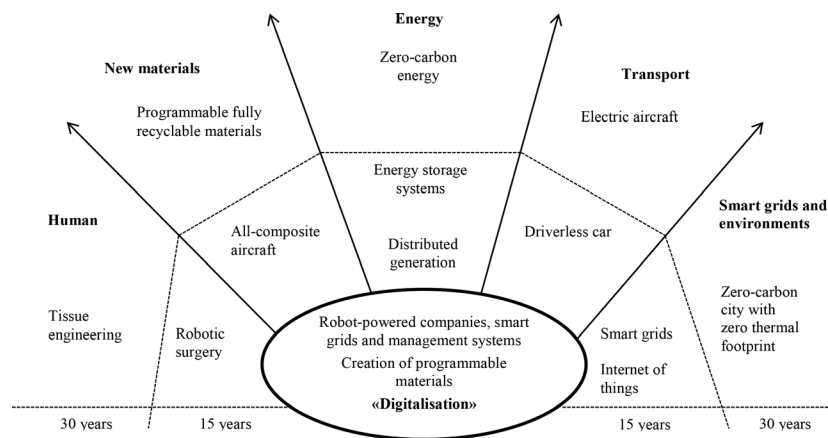 Energy
Zero-carbon
energy
New materials
Programmable fully
recyclable materials
Transport
Electric aircraft
Energy storage
systems
Human
All-composite
aircraft
Distributed
generation
Driverless car
Smart grids and
environments
Tissue
engineering
Robotic
surgery
Robot-powered companies, smart
grids and management systems
Creation of programmable
materials
«Digitalisation»
Smart grids
Internet of
things
Zero-carbon
city with
zero thermal
footprint
30 years
15 years
15 years
30 years